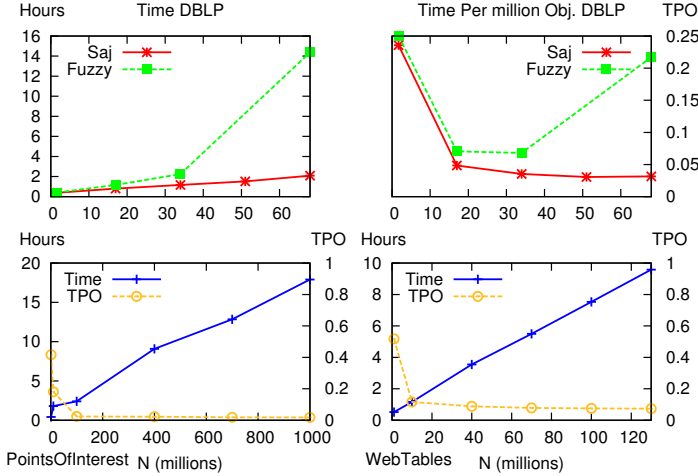 Hours Time DBLP
Time Per million Obj. DBLP TPO
16
14
12
10
8
6
4
2
0
Saj
Fuzzy
0 10 20 30 40 50 60
Saj
Fuzzy
0.25
0.2
0.15
0.1
0.05
0
0 10 20 30 40 50 60
Hours TPO
20
15
10
5
0
Time
TPO
1
0.8
0.6
0.4
0.2
0
0 200 400 600 800 1000
PointsOfInterest N (millions)
Hours TPO
10
8
6
4
2
0
Time
TPO
1
0.8
0.6
0.4
0.2
0
0 20 40 60 80 100 120
WebTables N (millions)